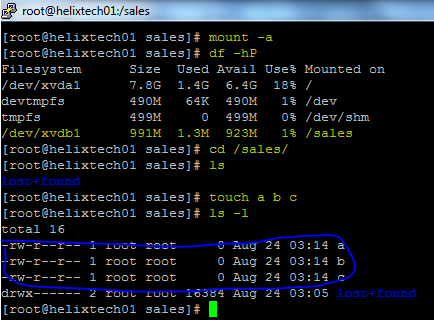 root@helixtech01:/sales
[root@helixtech01 sales]# mount -a
[root@helixtech01 sales]# df -hP
Filesystem      Size  Used Avail Use% Mounted on
/dev/xvda1      7.8G  1.4G  6.4G  18% /
devtmpfs        490M   64K  490M   1% /dev
tmpfs           499M     0  499M   0% /dev/shm
/dev/xvdb1      991M  1.3M  923M   1% /sales
[root@helixtech01 sales]# cd /sales/
[root@helixtech01 sales]# ls
lost+found
[root@helixtech01 sales]# touch a b c
[root@helixtech01 sales]# ls -l
total 16
-rw-r--r-- 1 root root     0 Aug 24 03:14 a
-rw-r--r-- 1 root root     0 Aug 24 03:14 b
-rw-r--r-- 1 root root     0 Aug 24 03:14 c
drwx------ 2 root root 16384 Aug 24 03:05 lost+found
[root@helixtech01 sales]#